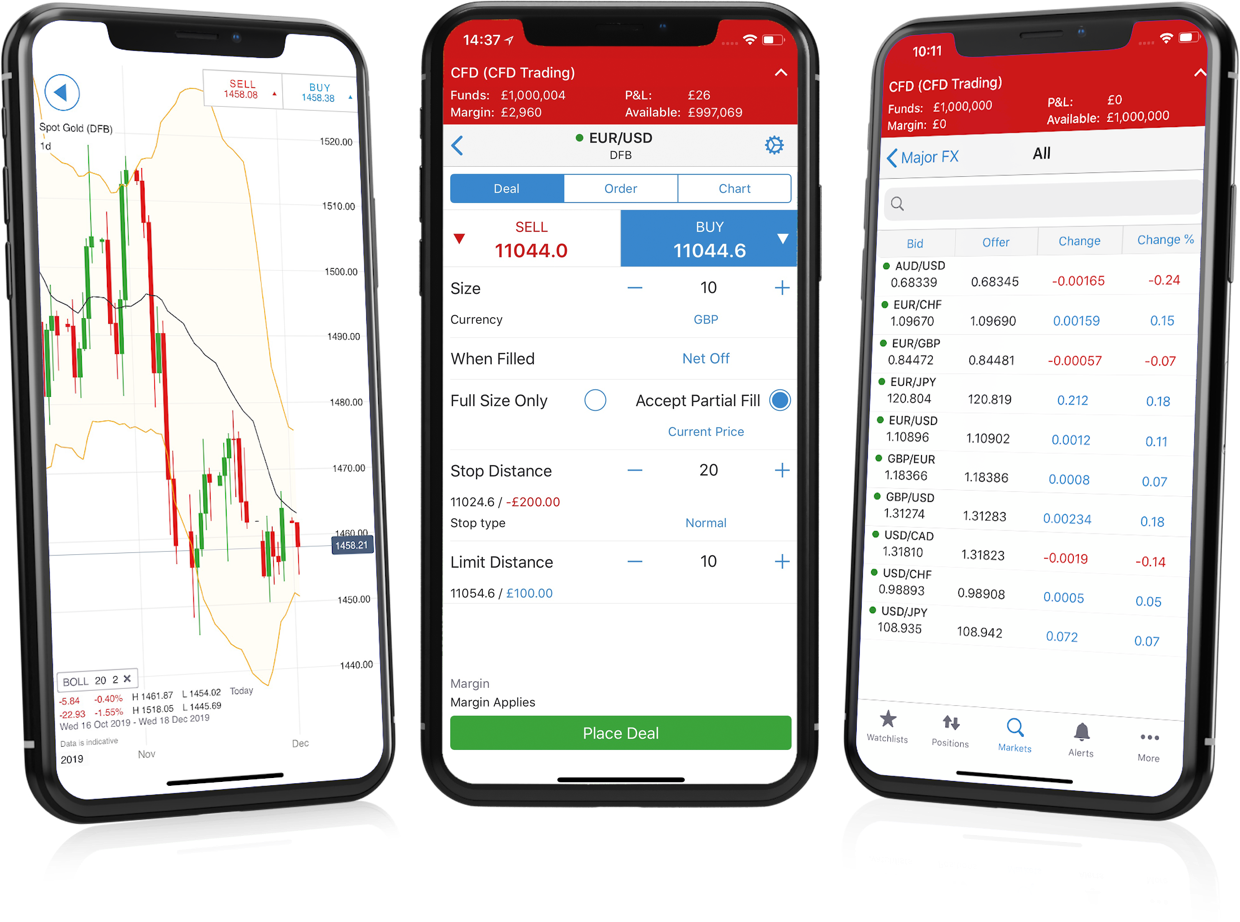 SELL
1458.08
BUY
1458.38
Spot Gold (DFB)
1d
1520.00
1510.00
1500.00
1490.00
1480.00
1470.00
1460.00
1458.21
1450.00
1440.00
BOLL 20 2 ✕
-5.84 -0.40% H 1461.87 L 1454.02 Today
-22.93 -1.55% H 1518.05 L 1445.69
Wed 16 Oct 2019 - Wed 18 Dec 2019
Data is indicative
2019 Nov Dec
14:37
CFD (CFD Trading)
Funds: £1,000,004 P&L: £26
Margin: £2,960 Available: £997,069
EUR/USD
DFB
Deal Order Chart
SELL BUY
11044.0 11044.6
Size 10
Currency GBP
When Filled Net Off
Full Size Only Accept Partial Fill
Current Price
Stop Distance 20
11024.6 / -£200.00
Stop type Normal
Limit Distance 10
11054.6 / £100.00
Margin
Margin Applies
Place Deal
10:11
CFD (CFD Trading)
Funds: £1,000,000 P&L: £0
Margin: £0 Available: £1,000,000
Major FX All
Bid Offer Change Change %
AUD/USD
0.68339 0.68345 -0.00165 -0.24
EUR/CHF
1.09670 1.09690 0.00159 0.15
EUR/GBP
0.84472 0.84481 -0.00057 -0.07
EUR/JPY
120.804 120.819 0.212 0.18
EUR/USD
1.10896 1.10902 0.0012 0.11
GBP/EUR
1.18366 1.18386 0.0008 0.07
GBP/USD
1.31274 1.31283 0.00234 0.18
USD/CAD
1.31810 1.31823 -0.0019 -0.14
USD/CHF
0.98893 0.98908 0.0005 0.05
USD/JPY
108.935 108.942 0.072 0.07
Watchlists Positions Markets Alerts More